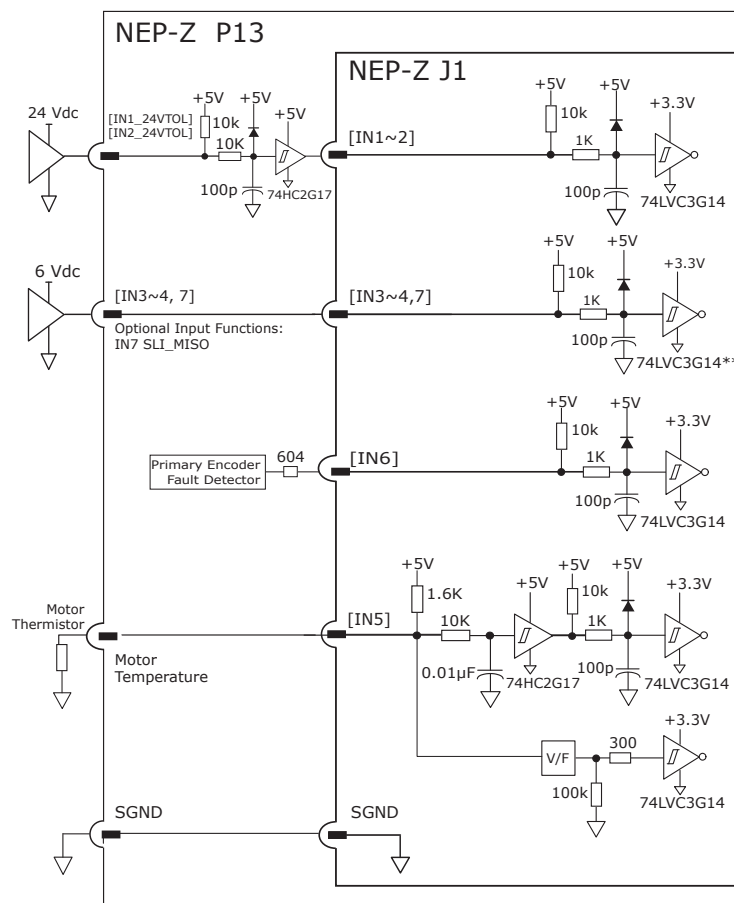 NEP-Z P13
NEP-Z J1
24 Vdc
[IN1_24VTOL]
[IN2_24VTOL]
+5V
+5V
10k
10K
+5V
100p
74HC2G17
[IN1~2]
+5V
10k
1K
+5V
+3.3V
100p
74LVC3G14
6 Vdc
[IN3~4, 7]
Optional Input Functions:
IN7 SLI_MISO
[IN3~4,7]
+5V
10k
1K
+5V
+3.3V
100p
74LVC3G14**
Primary Encoder
Fault Detector
604
[IN6]
+5V
10k
1K
+5V
+3.3V
100p
74LVC3G14
Motor
Thermistor
Motor
Temperature
[IN5]
+5V
1.6K
10K
0.01µF
+5V
74HC2G17
+5V
10k
1K
+5V
+3.3V
100p
74LVC3G14
V/F
300
100k
+3.3V
74LVC3G14
SGND
SGND